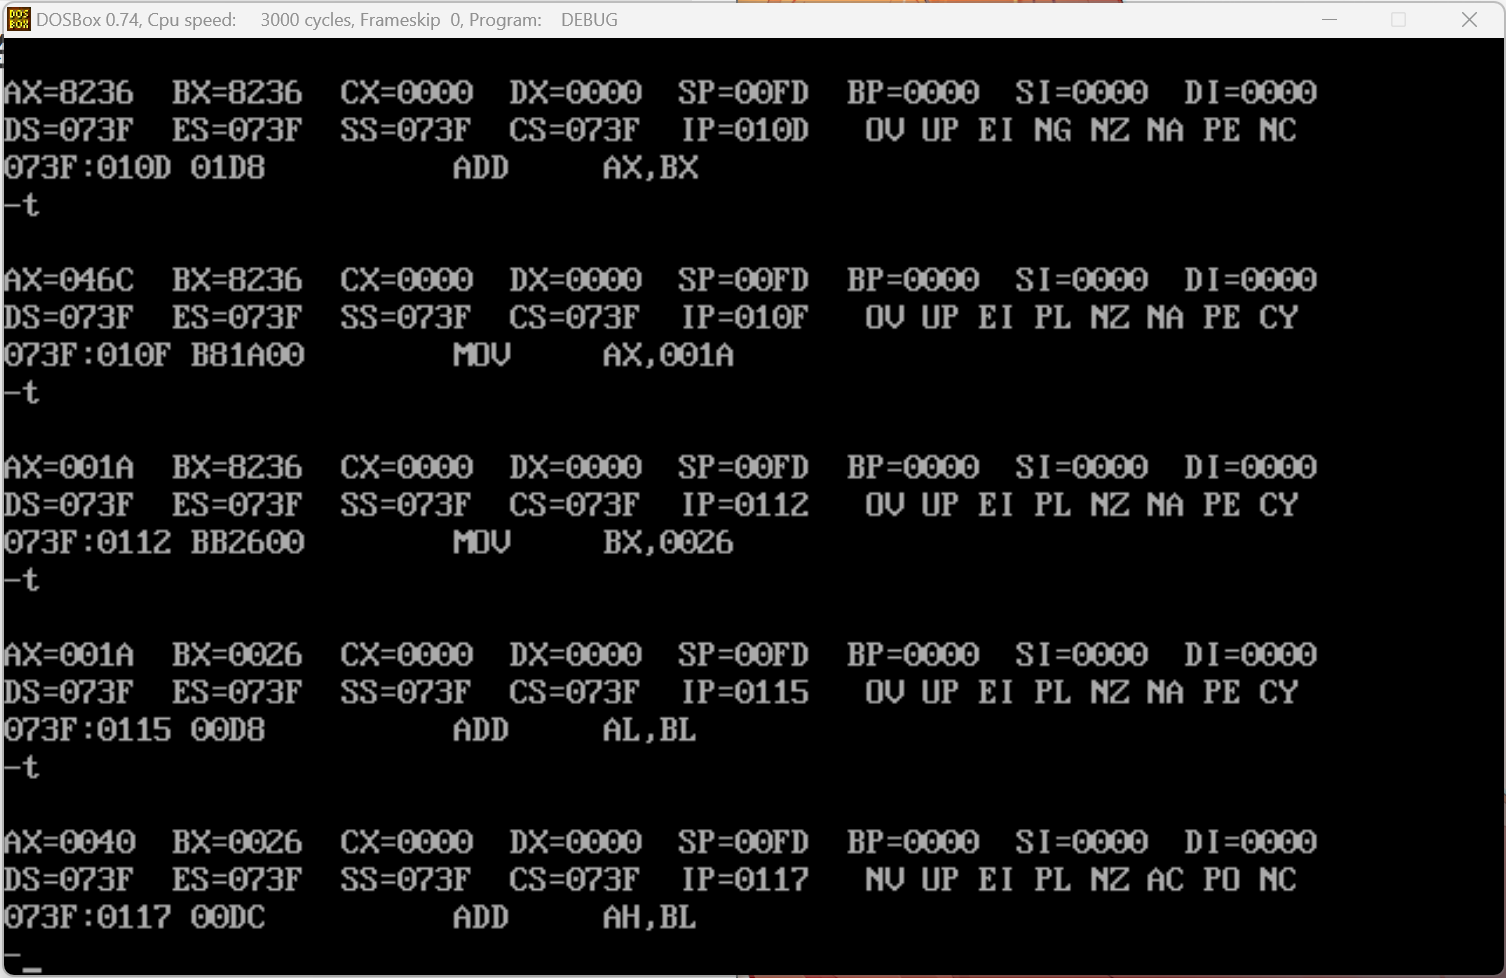 DOSBox 0.74, Cpu speed:     3000 cycles, Frameskip  0, Program:    DEBUG
AX=8236  BX=8236  CX=0000  DX=0000  SP=00FD  BP=0000  SI=0000  DI=0000
DS=073F  ES=073F  SS=073F  CS=073F  IP=010D   OV UP EI NG NZ NA PE NC
073F:010D 01D8          ADD     AX,BX
-t
AX=046C  BX=8236  CX=0000  DX=0000  SP=00FD  BP=0000  SI=0000  DI=0000
DS=073F  ES=073F  SS=073F  CS=073F  IP=010F   OV UP EI PL NZ NA PE CY
073F:010F B81A00        MOV     AX,001A
-t
AX=001A  BX=8236  CX=0000  DX=0000  SP=00FD  BP=0000  SI=0000  DI=0000
DS=073F  ES=073F  SS=073F  CS=073F  IP=0112   OV UP EI PL NZ NA PE CY
073F:0112 BB2600        MOV     BX,0026
-t
AX=001A  BX=0026  CX=0000  DX=0000  SP=00FD  BP=0000  SI=0000  DI=0000
DS=073F  ES=073F  SS=073F  CS=073F  IP=0115   OV UP EI PL NZ NA PE CY
073F:0115 00D8          ADD     AL,BL
-t
AX=0040  BX=0026  CX=0000  DX=0000  SP=00FD  BP=0000  SI=0000  DI=0000
DS=073F  ES=073F  SS=073F  CS=073F  IP=0117   NV UP EI PL NZ AC PO NC
073F:0117 00DC          ADD     AH,BL
-_